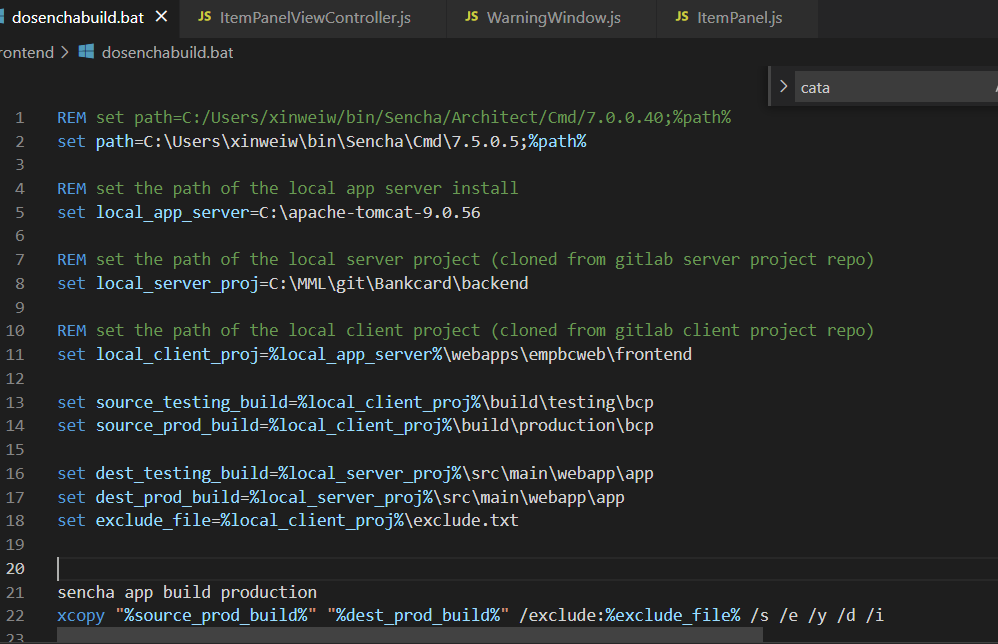 dosenchabuild.bat × JS ItemPanelViewController.js JS WarningWindow.js JS ItemPanel.js
rontend > dosenchabuild.bat
> cata
1 REM set path=C:/Users/xinweiw/bin/Sencha/Architect/Cmd/7.0.0.40;%path%
2 set path=C:\Users\xinweiw\bin\Sencha\Cmd\7.5.0.5;%path%
3
4 REM set the path of the local app server install
5 set local_app_server=C:\apache-tomcat-9.0.56
6
7 REM set the path of the local server project (cloned from gitlab server project repo)
8 set local_server_proj=C:\MML\git\Bankcard\backend
9
10 REM set the path of the local client project (cloned from gitlab client project repo)
11 set local_client_proj=%local_app_server%\webapps\empbcweb\frontend
12
13 set source_testing_build=%local_client_proj%\build\testing\bcp
14 set source_prod_build=%local_client_proj%\build\production\bcp
15
16 set dest_testing_build=%local_server_proj%\src\main\webapp\app
17 set dest_prod_build=%local_server_proj%\src\main\webapp\app
18 set exclude_file=%local_client_proj%\exclude.txt
19
20
21 sencha app build production
22 xcopy "%source_prod_build%" "%dest_prod_build%" /exclude:%exclude_file% /s /e /y /d /i
23